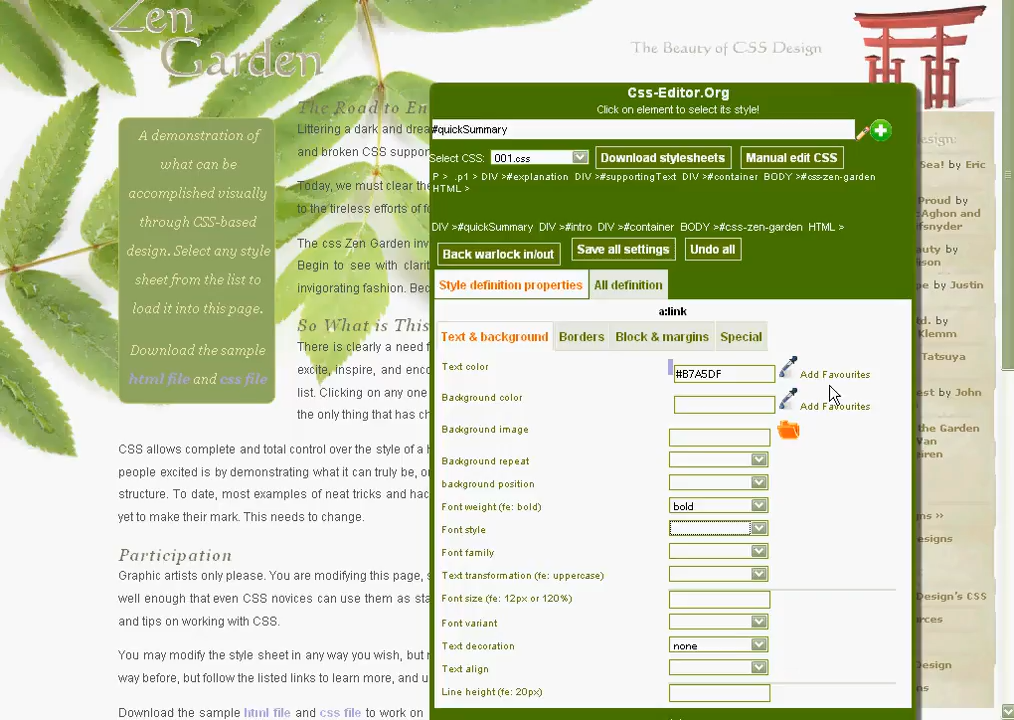 Zen
Garden
The Beauty of CSS Design
A demonstration of
what can be
accomplished visually
through CSS-based
design. Select any style
sheet from the list to
load it into this page.
Download the sample
html file and css file
The Road to En
Littering a dark and drea
and broken CSS suppor
Today, we must clear the
to the tireless efforts of f
The css Zen Garden inv
Begin to see with clarit
invigorating fashion. Bec
So What is This
There is clearly a need f
excite, inspire, and enco
list. Clicking on any one
the only thing that has ch
CSS allows complete and total control over the style of a h
people excited is by demonstrating what it can truly be, on
structure. To date, most examples of neat tricks and hac
yet to make their mark. This needs to change.
Participation
Graphic artists only please. You are modifying this page, s
well enough that even CSS novices can use them as sta
and tips on working with CSS.
You may modify the style sheet in any way you wish, but n
way before, but follow the listed links to learn more, and u
Download the sample html file and css file to work on
Css-Editor.Org
Click on element to select its style!
#quickSummary
Select CSS: 001.css Download stylesheets Manual edit CSS
P > .p1 > DIV >#explanation DIV >#supportingText DIV >#container BODY >#css-zen-garden
HTML >
DIV >#quickSummary DIV >#intro DIV >#container BODY >#css-zen-garden HTML >
Back warlock in/out Save all settings Undo all
Style definition properties All definition
a:link
Text & background Borders Block & margins Special
Text color #B7A5DF Add Favourites
Background color Add Favourites
Background image
Background repeat
background position
Font weight (fe: bold) bold
Font style
Font family
Text transformation (fe: uppercase)
Font size (fe: 12px or 120%)
Font variant
Text decoration none
Text align
Line height (fe: 20px)
design:
Sea! by Eric
Proud by
Aghon and
fsnyder
auty by
ison
pe by Justin
td. by
Klemm
Tatsuya
est by John
the Garden
Van
iren
ns >>
esigns
Design's CSS
rces
Design
ns